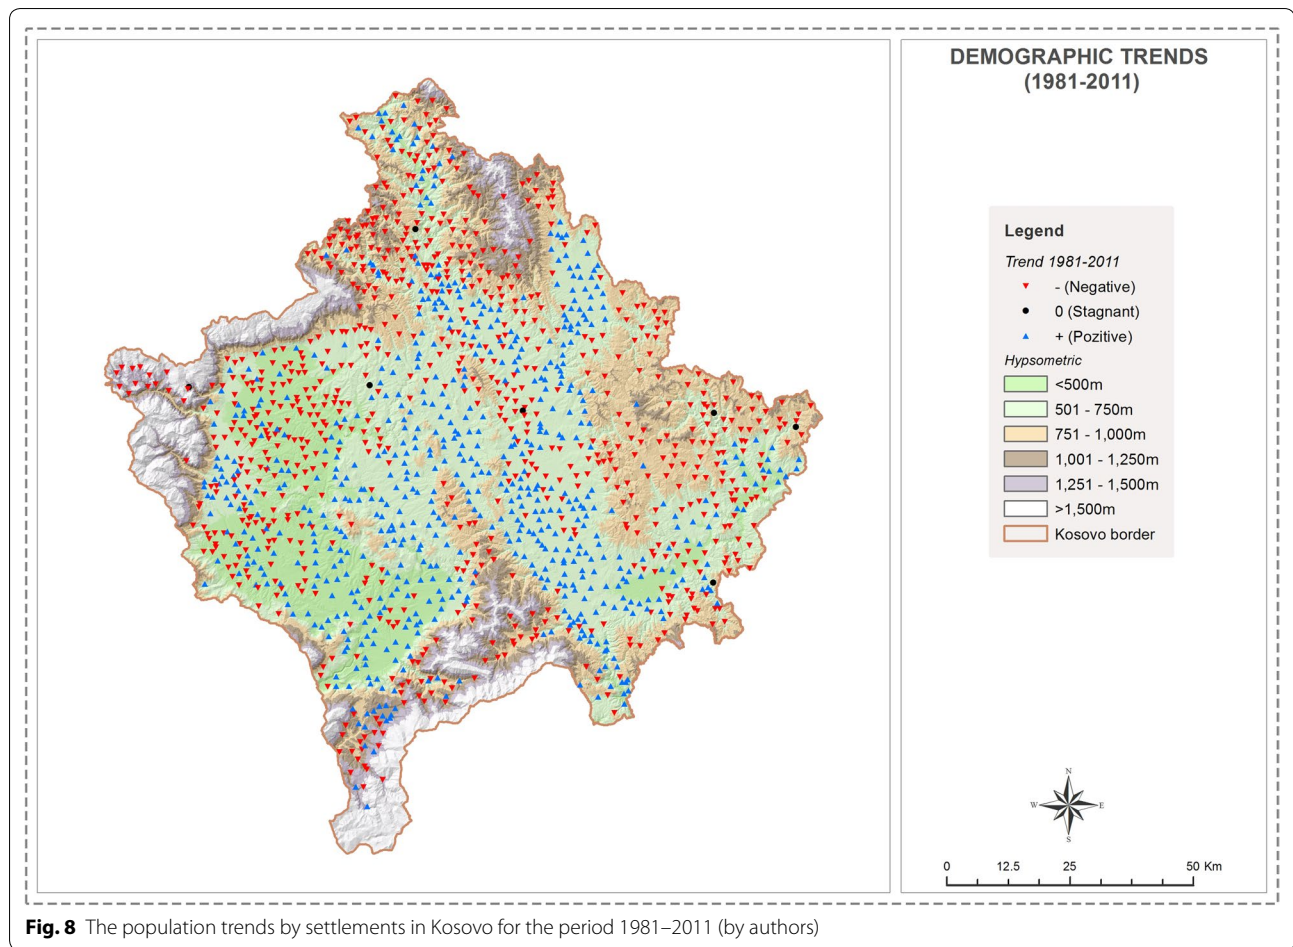 DEMOGRAPHIC TRENDS
(1981-2011)
Legend
Trend 1981-2011
- (Negative)
0 (Stagnant)
+ (Pozitive)
Hypsometric
<500m
501 - 750m
751 - 1,000m
1,001 - 1,250m
1,251 - 1,500m
>1,500m
Kosovo border
N
W E
S
0 12.5 25 50 Km
Fig. 8 The population trends by settlements in Kosovo for the period 1981–2011 (by authors)